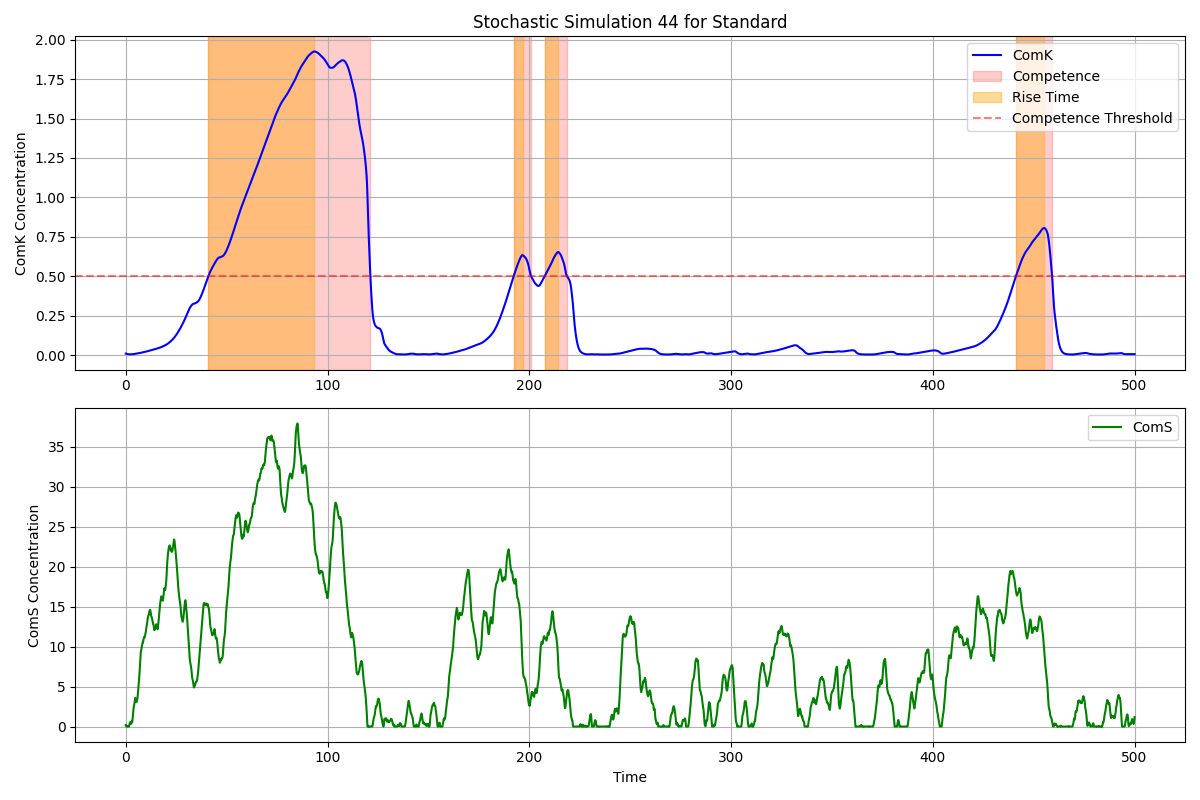 Stochastic Simulation 44 for Standard
ComK Concentration
2.00
1.75
1.50
1.25
1.00
0.75
0.50
0.25
0.00
ComK
Competence
Rise Time
Competence Threshold
0 100 200 300 400 500
ComS Concentration
35
30
25
20
15
10
5
0
ComS
0 100 200 300 400 500
Time